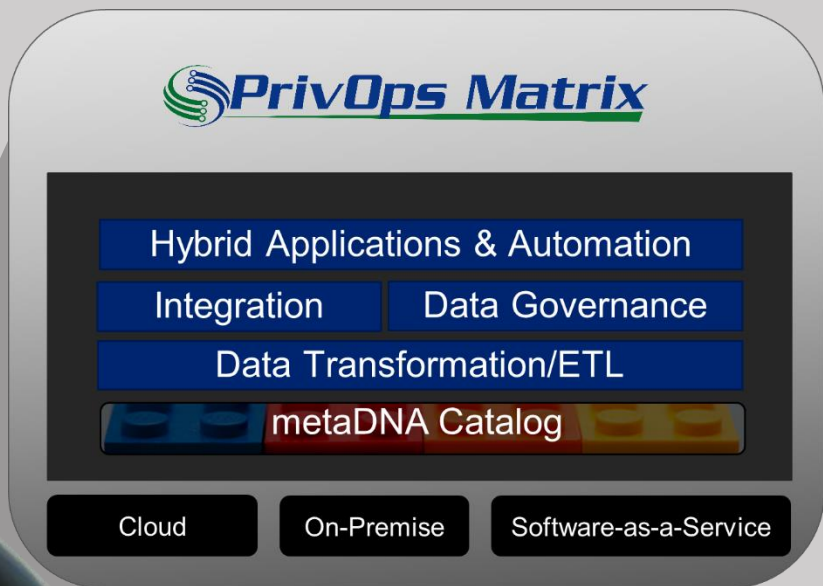 PrivOps Matrix
Hybrid Applications & Automation
Integration Data Governance
Data Transformation/ETL
metaDNA Catalog
Cloud On-Premise Software-as-a-Service